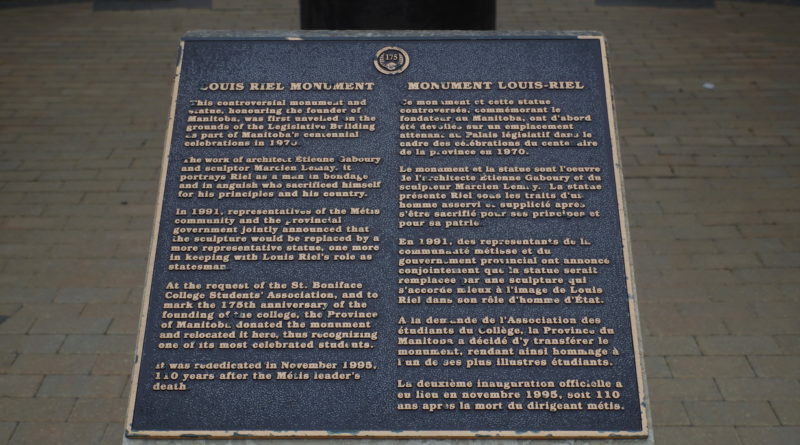 175
LOUIS RIEL MONUMENT
This controversial monument and
statue, honouring the founder of
Manitoba, was first unveiled on the
grounds of the Legislative Building
as part of Manitoba's centennial
celebrations in 1970.
The work of architect Étienne Gaboury
and sculptor Marcien Lemay, it
portrays Riel as a man in bondage
and in anguish who sacrificed himself
for his principles and his country.
In 1991, representatives of the Métis
community and the provincial
government jointly announced that
the sculpture would be replaced by a
more representative statue, one more
in keeping with Louis Riel's role as
statesman.
At the request of the St. Boniface
College Students' Association, and to
mark the 175th anniversary of the
founding of the college, the Province
of Manitoba donated the monument
and relocated it here, thus recognizing
one of its most celebrated students.
It was rededicated in November 1995,
110 years after the Métis leader's
death.
MONUMENT LOUIS-RIEL
Ce monument et cette statue
controversés, commémorant le
fondateur du Manitoba, ont d'abord
été dévoilés sur un emplacement
attenant au Palais législatif dans le
cadre des célébrations du centenaire
de la province en 1970.
Le monument et la statue sont l'oeuvre
de l'architecte Étienne Gaboury et du
sculpteur Marcien Lemay. La statue
présente Riel sous les traits d'un
homme asservi et supplicié après
s'être sacrifié pour ses principes et
pour sa patrie.
En 1991, des représentants de la
communauté métisse et du
gouvernement provincial ont annoncé
conjointement que la statue serait
remplacée par une sculpture qui
s'accorde mieux à l'image de Louis
Riel dans son rôle d'homme d'État.
À la demande de l'Association des
étudiants du Collège, la Province du
Manitoba a décidé d'y transférer le
monument, rendant ainsi hommage à
l'un de ses plus illustres étudiants.
La deuxième inauguration officielle a
eu lieu en novembre 1995, soit 110
ans après la mort du dirigeant métis.